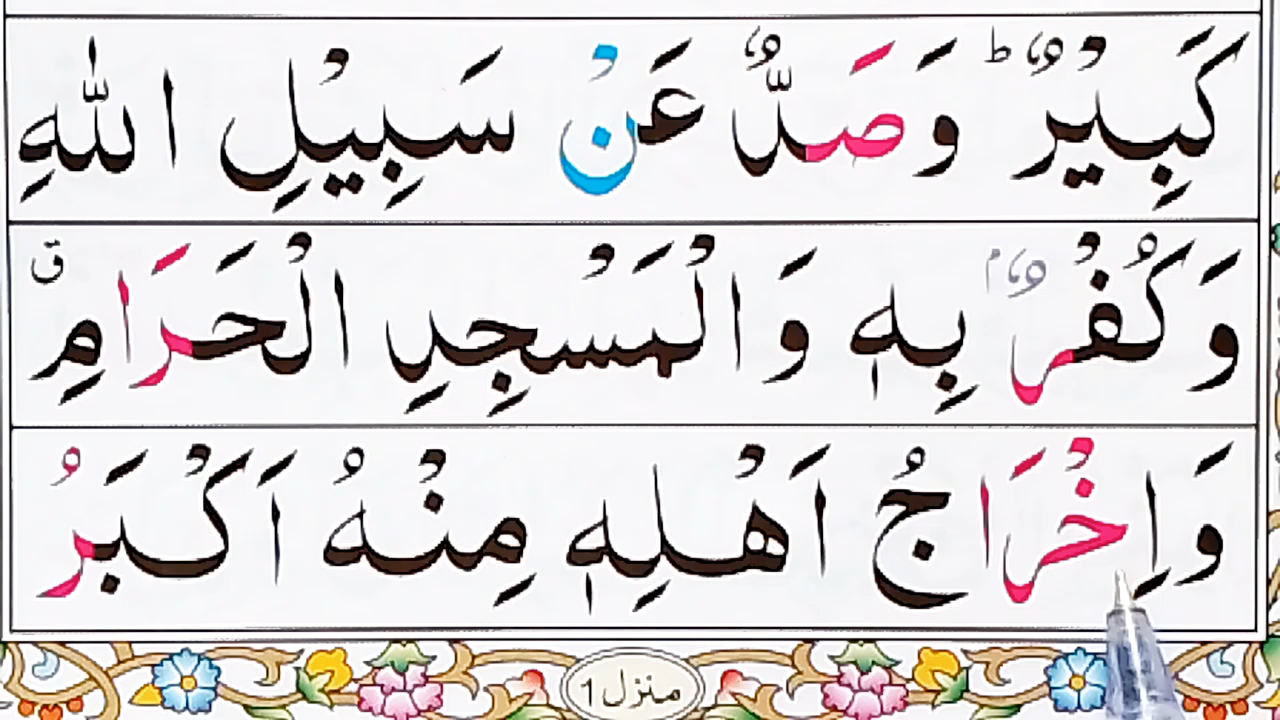 كَبِيْرٌ ؕ وَصَدٌّ عَنْ سَبِيْلِ اللّٰهِ
وَكُفْرٌۢ بِهٖ وَالْمَسْجِدِ الْحَرَامِ ۗ
وَاِخْرَاجُ اَهْلِهٖ مِنْهُ اَكْبَرُ
منزل 1